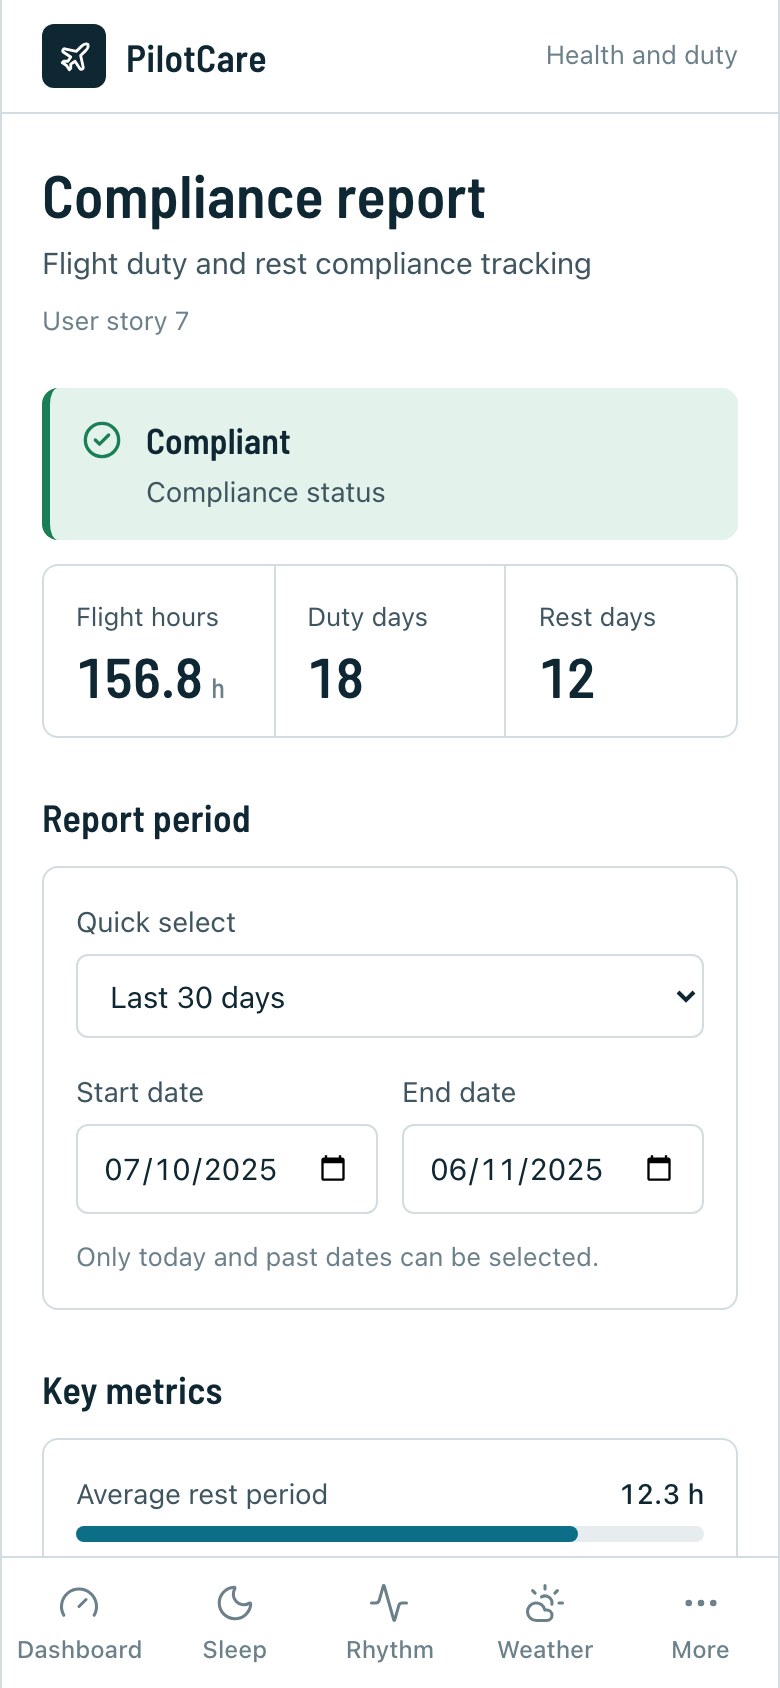 PilotCare
Health and duty
Compliance report
Flight duty and rest compliance tracking
User story 7
Compliant
Compliance status
Flight hours
156.8 h
Duty days
18
Rest days
12
Report period
Quick select
Last 30 days
Start date
End date
07/10/2025
06/11/2025
Only today and past dates can be selected.
Key metrics
Average rest period
12.3 h
Dashboard
Sleep
Rhythm
Weather
More